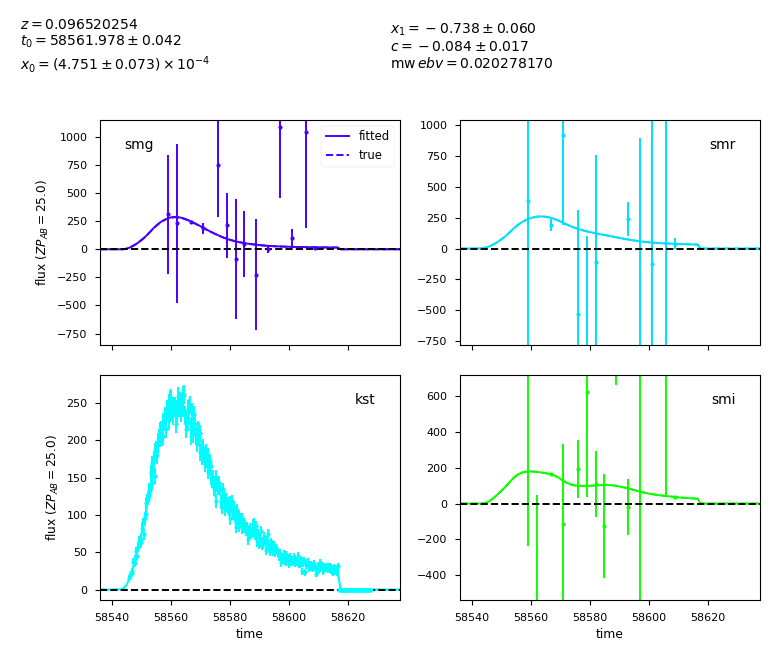 z = 0.096520254
t0 = 58561.978 ± 0.042
x0 = (4.751 ± 0.073) × 10^−4
x1 = −0.738 ± 0.060
c = −0.084 ± 0.017
mw ebv = 0.020278170
1000
750
500
250
0
−250
−500
−750
flux (ZP_AB = 25.0)
smg
fitted
true
1000
750
500
250
0
−250
−500
−750
smr
250
200
150
100
50
0
flux (ZP_AB = 25.0)
kst
58540 58560 58580 58600 58620
time
600
400
200
0
−200
−400
smi
58540 58560 58580 58600 58620
time